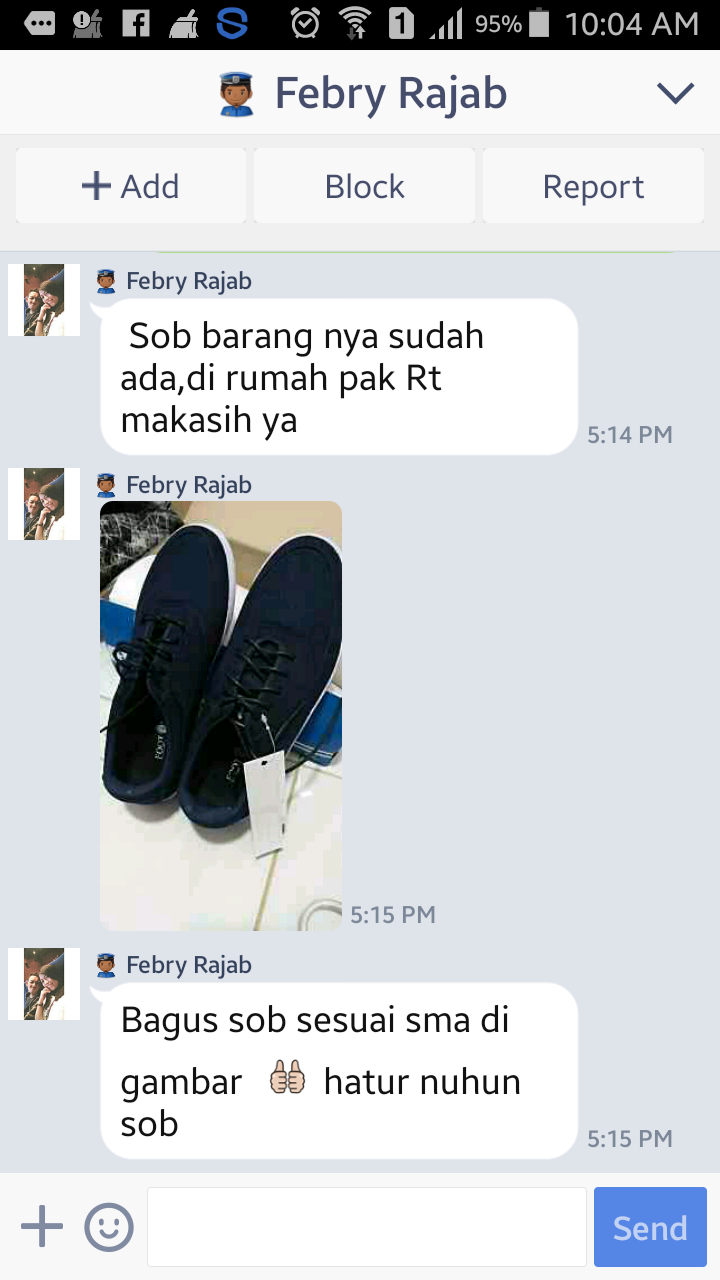 95% 10:04 AM
1
Febry Rajab
+ Add
Block
Report
Febry Rajab
Sob barang nya sudah
ada,di rumah pak Rt
makasih ya
5:14 PM
Febry Rajab
FOOT
5:15 PM
Febry Rajab
Bagus sob sesuai sma di
gambar 👍👍 hatur nuhun
sob
5:15 PM
Send